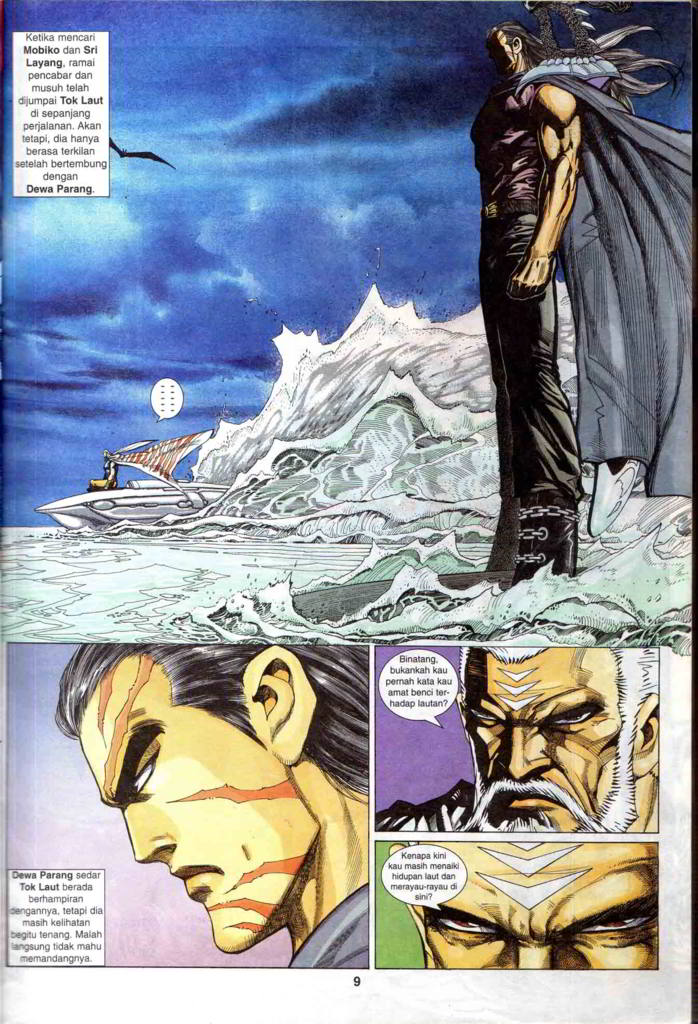 Ketika mencari
Mobiko dan Sri
Layang, ramai
pencabar dan
musuh telah
dijumpai Tok Laut
di sepanjang
perjalanan. Akan
tetapi, dia hanya
berasa terkilan
setelah bertembung
dengan
Dewa Parang.
Binatang,
bukankah kau
pernah kata kau
amat benci ter-
hadap lautan?
Kenapa kini
kau masih menaiki
hidupan laut dan
merayau-rayau di
sini?
Dewa Parang sedar
Tok Laut berada
berhampiran
dengannya, tetapi dia
masih kelihatan
begitu tenang. Malah
langsung tidak mahu
memandangnya.
9